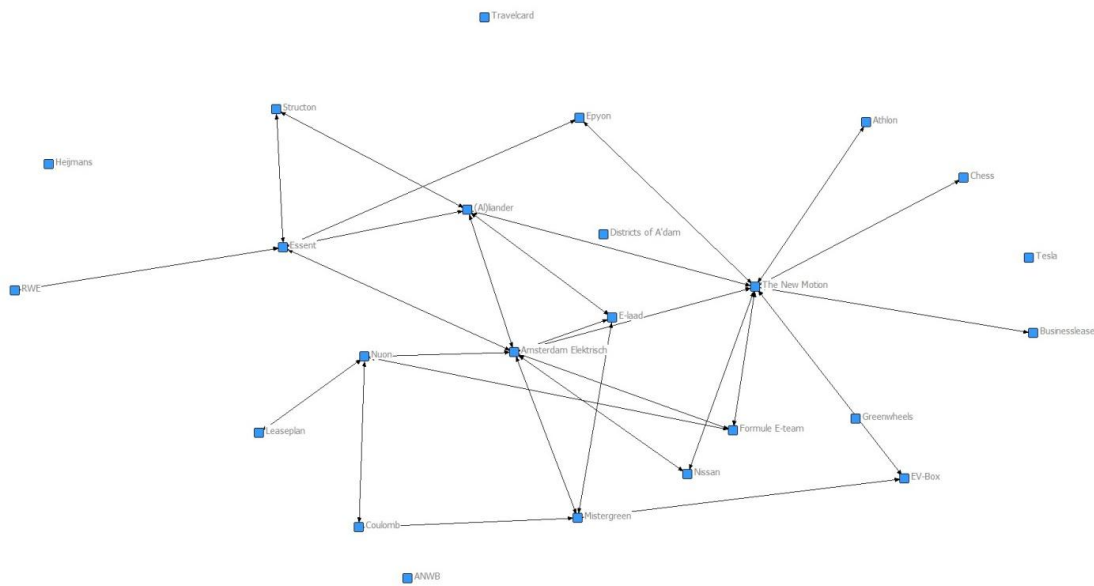 Travelcard
Structon
Epyon
Athlon
Heijmans
Chess
(Al)liander
Districts of A'dam
Essent
Tesla
RWE
The New Motion
E-laad
Businesslease
Amsterdam Elektrisch
Nuon
Greenwheels
Leaseplan
Formule E-team
Nissan
EV-Box
Mistergreen
Coulomb
ANWB